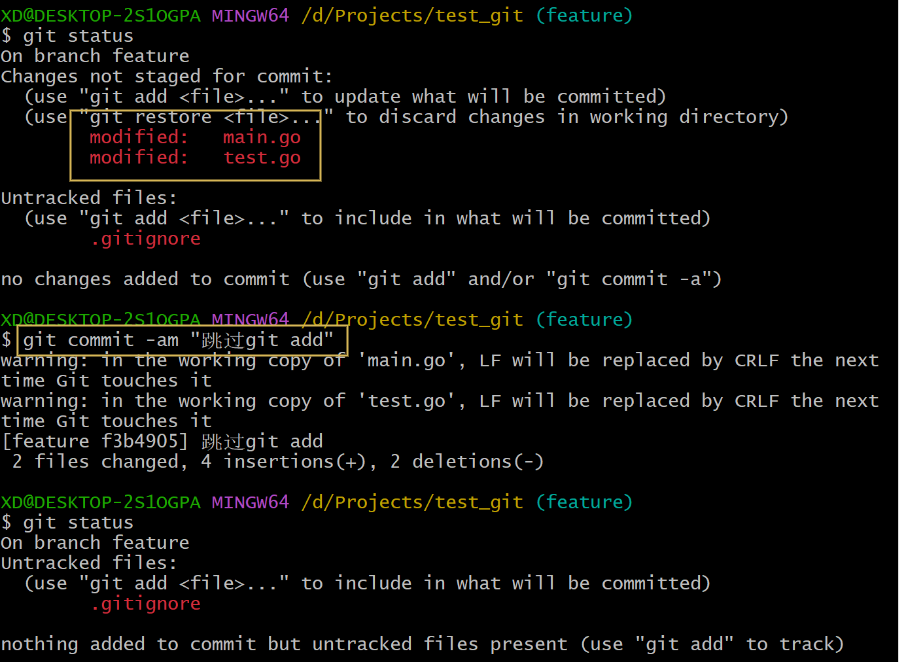 XD@DESKTOP-2S1OGPA MINGW64 /d/Projects/test_git (feature)
$ git status
On branch feature
Changes not staged for commit:
  (use "git add <file>..." to update what will be committed)
  (use "git restore <file>..." to discard changes in working directory)
        modified:   main.go
        modified:   test.go

Untracked files:
  (use "git add <file>..." to include in what will be committed)
        .gitignore

no changes added to commit (use "git add" and/or "git commit -a")

XD@DESKTOP-2S1OGPA MINGW64 /d/Projects/test_git (feature)
$ git commit -am "跳过git add"
warning: in the working copy of 'main.go', LF will be replaced by CRLF the next
time Git touches it
warning: in the working copy of 'test.go', LF will be replaced by CRLF the next
time Git touches it
[feature f3b4905] 跳过git add
 2 files changed, 4 insertions(+), 2 deletions(-)

XD@DESKTOP-2S1OGPA MINGW64 /d/Projects/test_git (feature)
$ git status
On branch feature
Untracked files:
  (use "git add <file>..." to include in what will be committed)
        .gitignore

nothing added to commit but untracked files present (use "git add" to track)